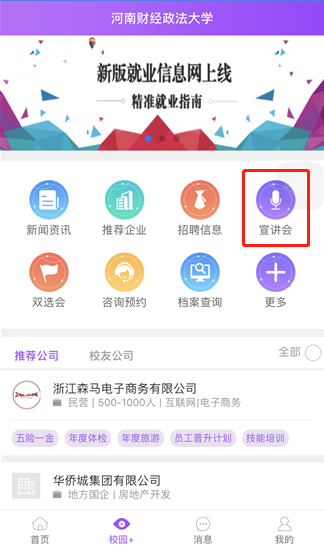 河南财经政法大学
新版就业信息网上线
精准就业指南
新闻资讯 推荐企业 招聘信息 宣讲会
双选会 咨询预约 档案查询 更多
推荐公司 校友公司 全部
浙江森马电子商务有限公司
民营 | 500-1000人 | 互联网|电子商务
五险一金 年度体检 年度旅游 员工晋升计划 技能培训
华侨城集团有限公司
地方国企 | 房地产开发
首页 校园+ 消息 我的